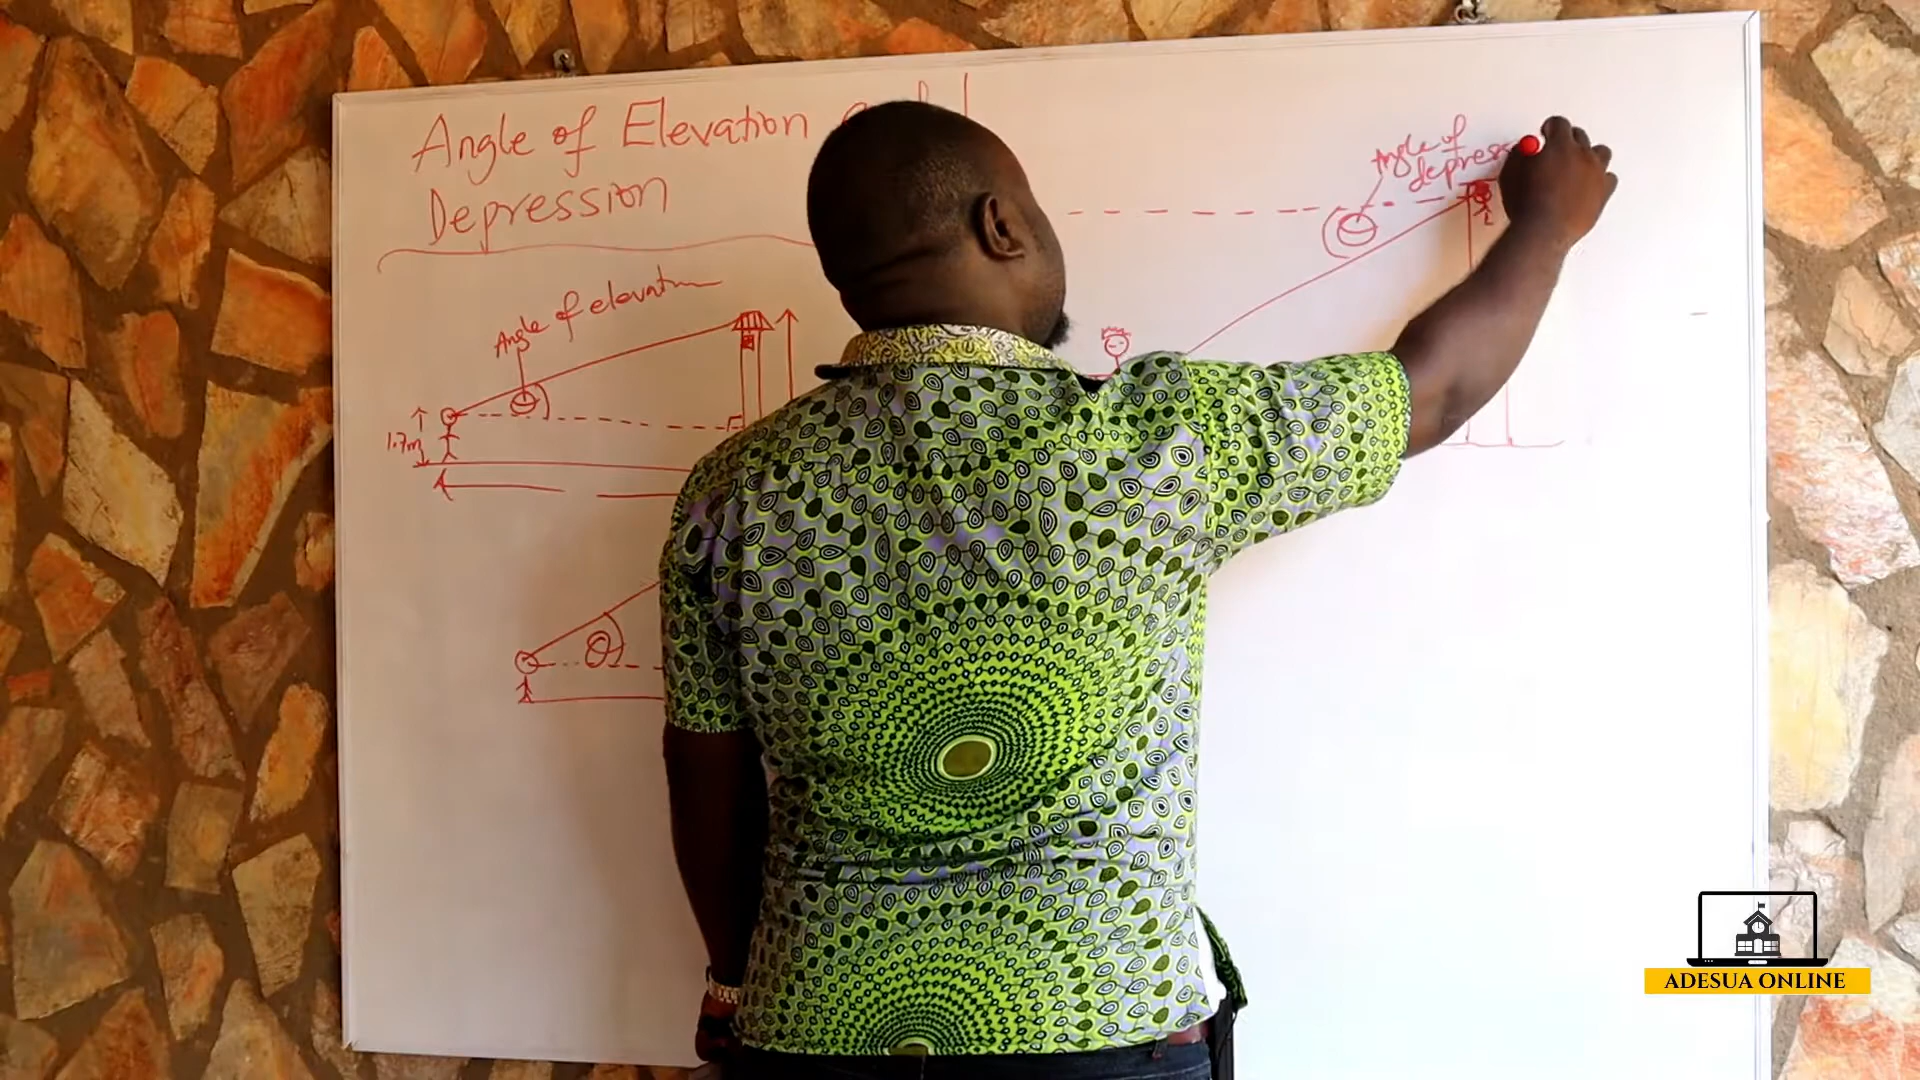 Angle of Elevation
Depression
Angle of elevation
1.7m
θ
Angle of
depress
θ
θ
ADESUA ONLINE